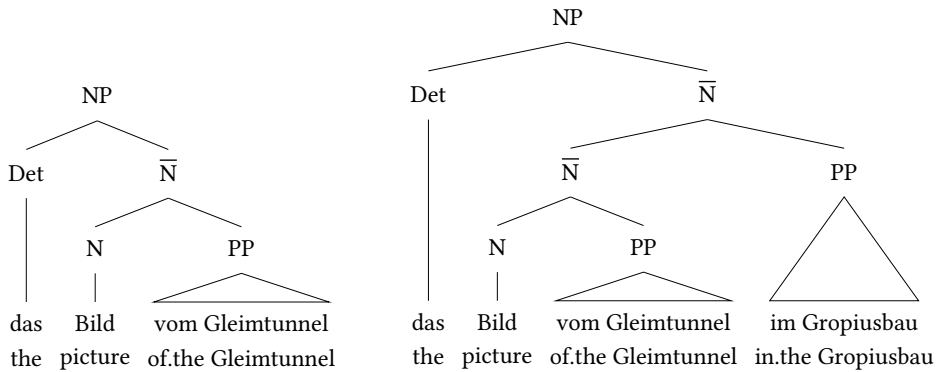 NP
Det N̅
N PP
das Bild vom Gleimtunnel
the picture of.the Gleimtunnel
NP
Det N̅
N̅ PP
N PP
das Bild vom Gleimtunnel im Gropiusbau
the picture of.the Gleimtunnel in.the Gropiusbau